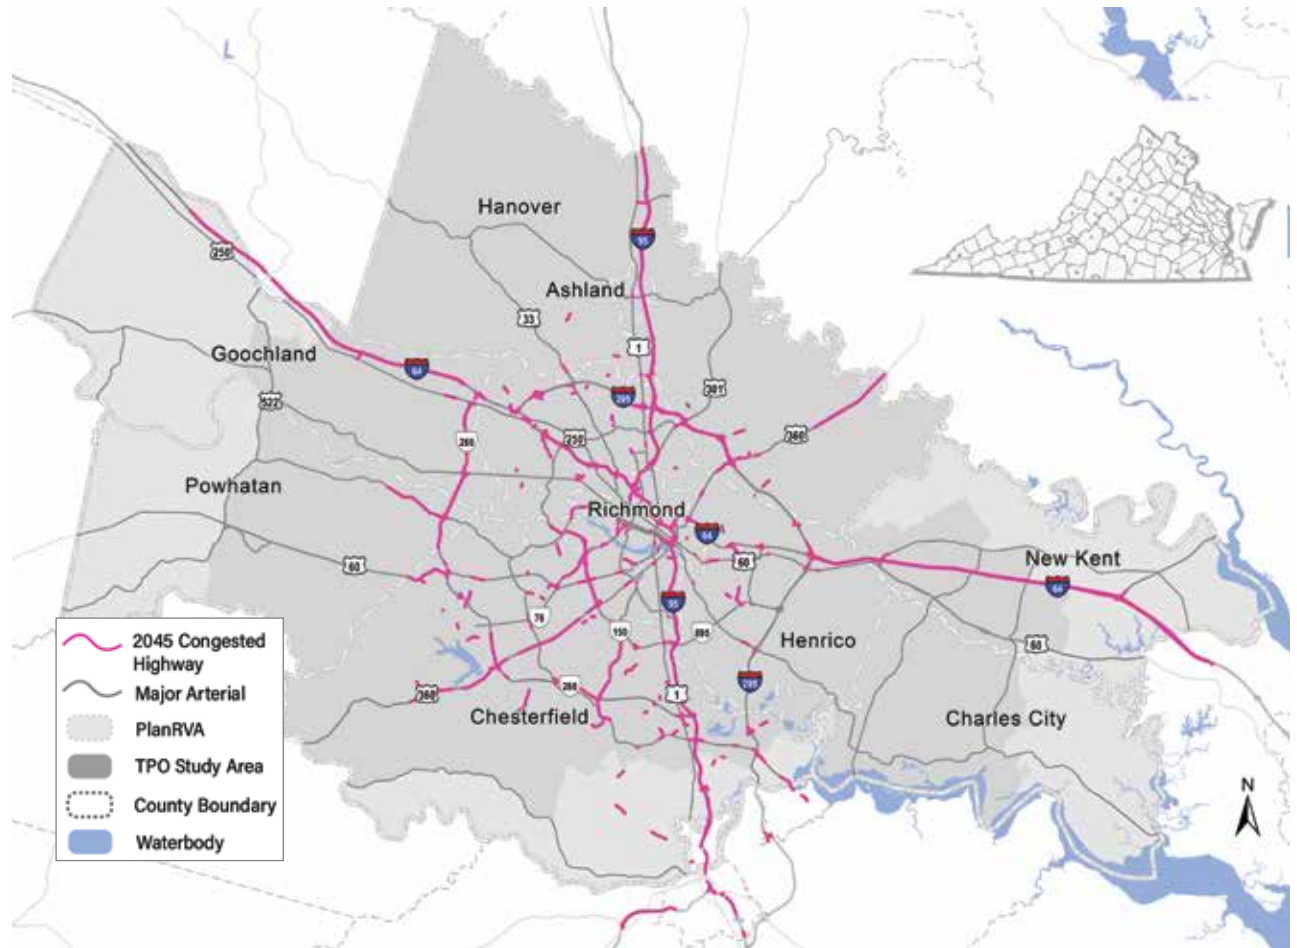 Hanover
95
250
Ashland
33
1
Goochland
64
301
295
522
250
360
288
Powhatan
Richmond
64
New Kent
60
60
64
95
76
150
895
Henrico
60
295
360
288
1
Chesterfield
Charles City
2045 Congested
Highway
Major Arterial
PlanRVA
TPO Study Area
County Boundary
Waterbody
N